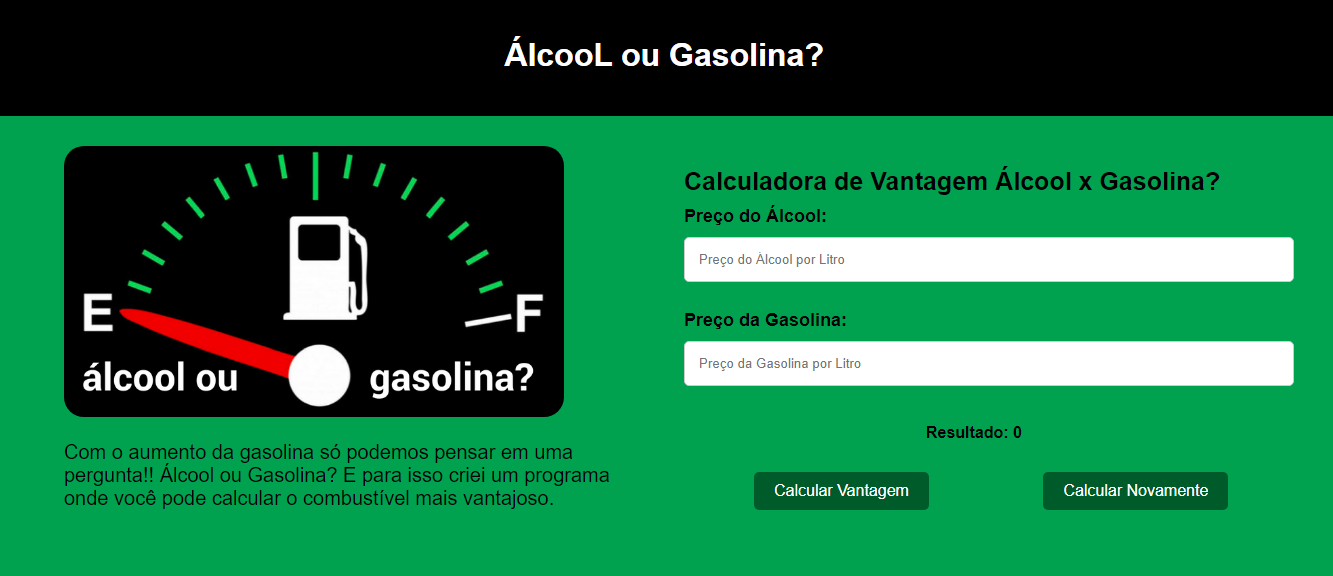 ÁlcooL ou Gasolina?
E
F
álcool ou
gasolina?
Com o aumento da gasolina só podemos pensar em uma
pergunta!! Álcool ou Gasolina? E para isso criei um programa
onde você pode calcular o combustível mais vantajoso.
Calculadora de Vantagem Álcool x Gasolina?
Preço do Álcool:
Preço do Álcool por Litro
Preço da Gasolina:
Preço da Gasolina por Litro
Resultado: 0
Calcular Vantagem
Calcular Novamente